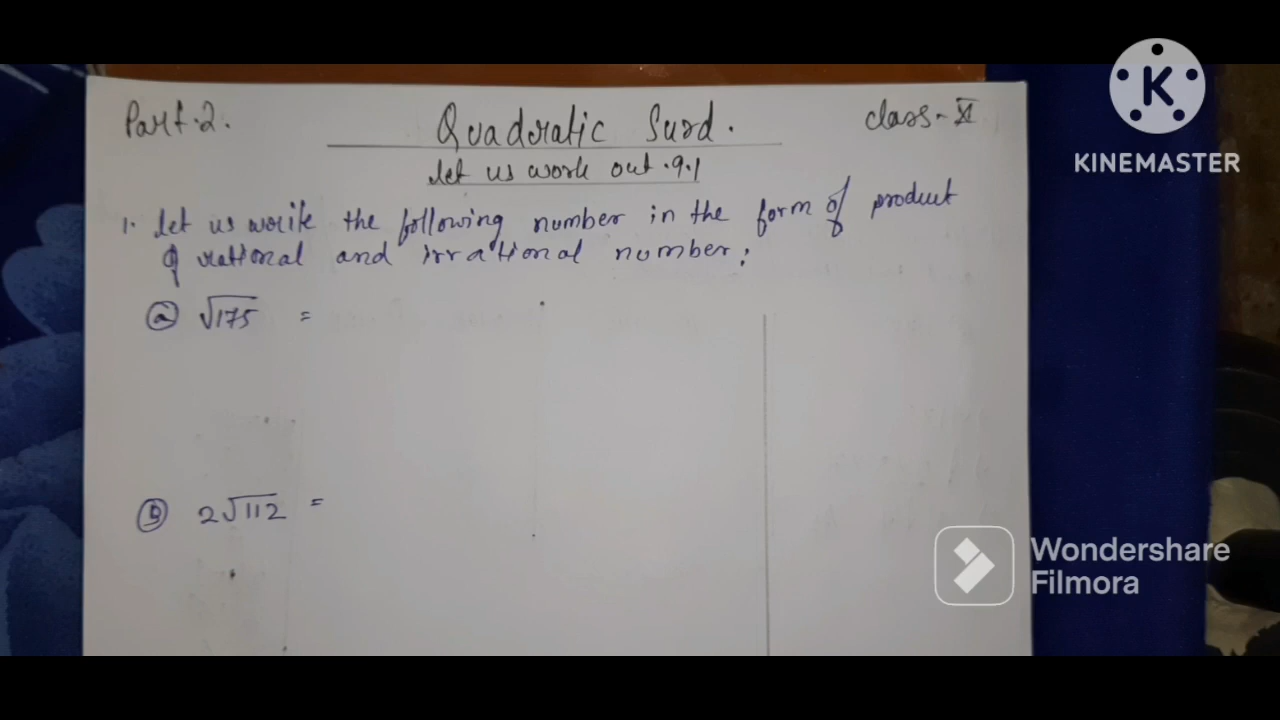 Part.2.
Quadratic Surd.
class-XI
let us work out.9.1
1. let us write the following number in the form of product
of rational and irrational number:
(a) √175 =
(b) 2√112 =
KINEMASTER
Wondershare
Filmora